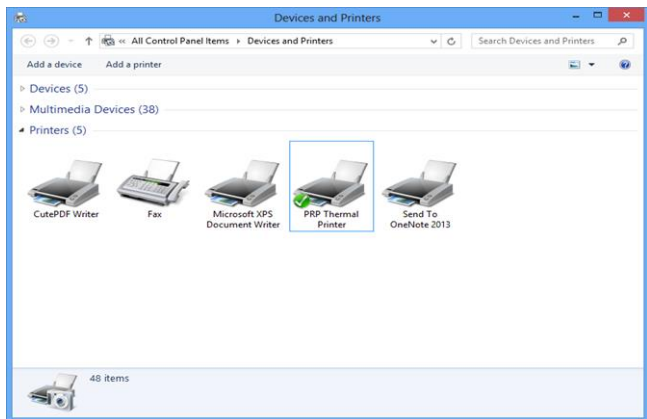 Devices and Printers
« All Control Panel Items Devices and Printers
Search Devices and Printers
Add a device Add a printer
Devices (5)
Multimedia Devices (38)
Printers (5)
CutePDF Writer
Fax
Microsoft XPS
Document Writer
PRP Thermal
Printer
Send To
OneNote 2013
48 items